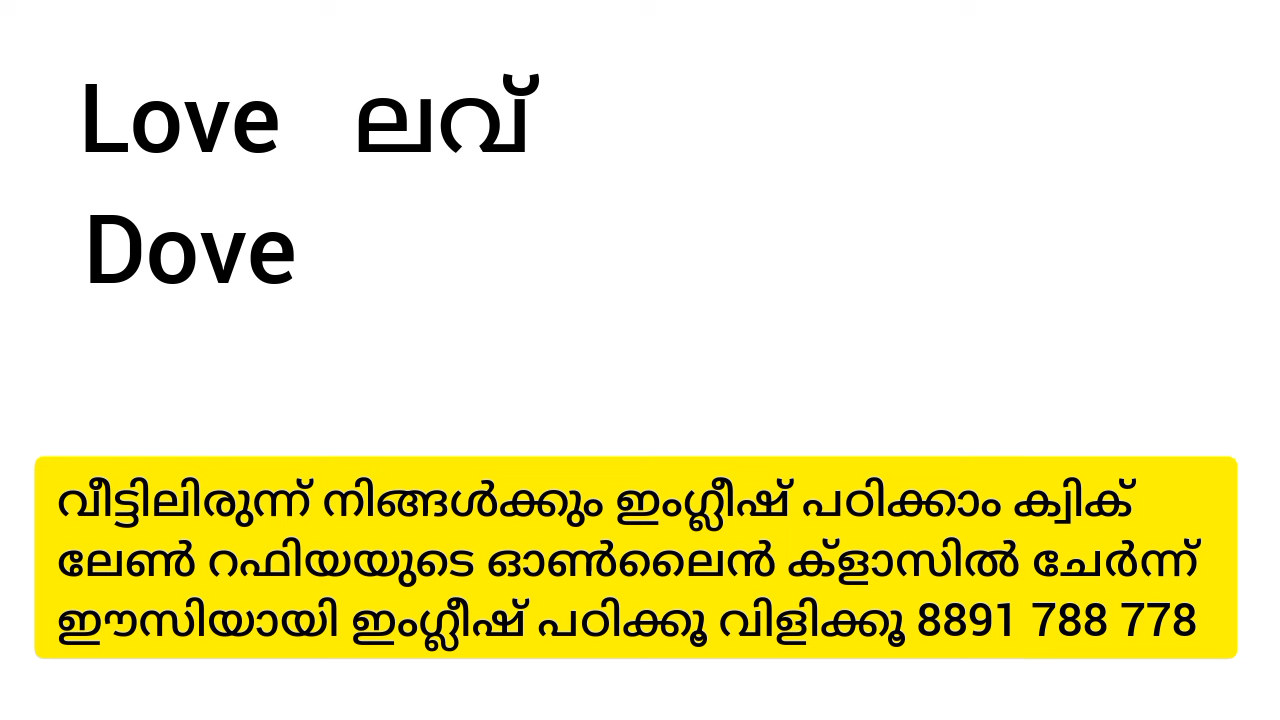 Love ലവ്
Dove
വീട്ടിലിരുന്ന് നിങ്ങൾക്കും ഇംഗ്ലീഷ് പഠിക്കാം ക്വിക്
ലേൺ റഫിയയുടെ ഓൺലൈൻ ക്ളാസിൽ ചേർന്ന്
ഈസിയായി ഇംഗ്ലീഷ് പഠിക്കൂ വിളിക്കൂ 8891 788 778